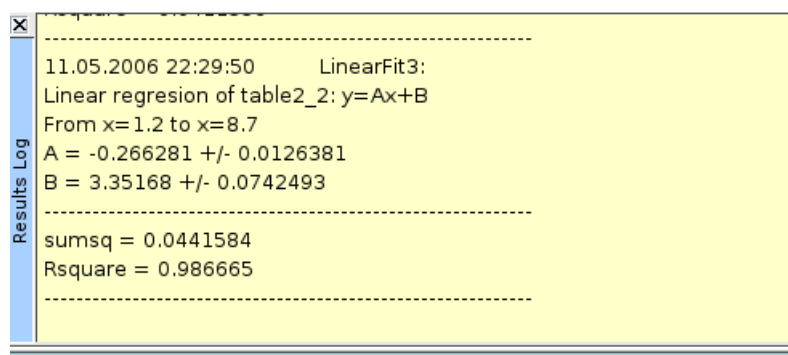 -------------------------------------------------------------
11.05.2006 22:29:50 LinearFit3:
Linear regresion of table2_2: y=Ax+B
From x=1.2 to x=8.7
A = -0.266281 +/- 0.0126381
B = 3.35168 +/- 0.0742493
-------------------------------------------------------------
sumsq = 0.0441584
Rsquare = 0.986665
-------------------------------------------------------------
Results Log